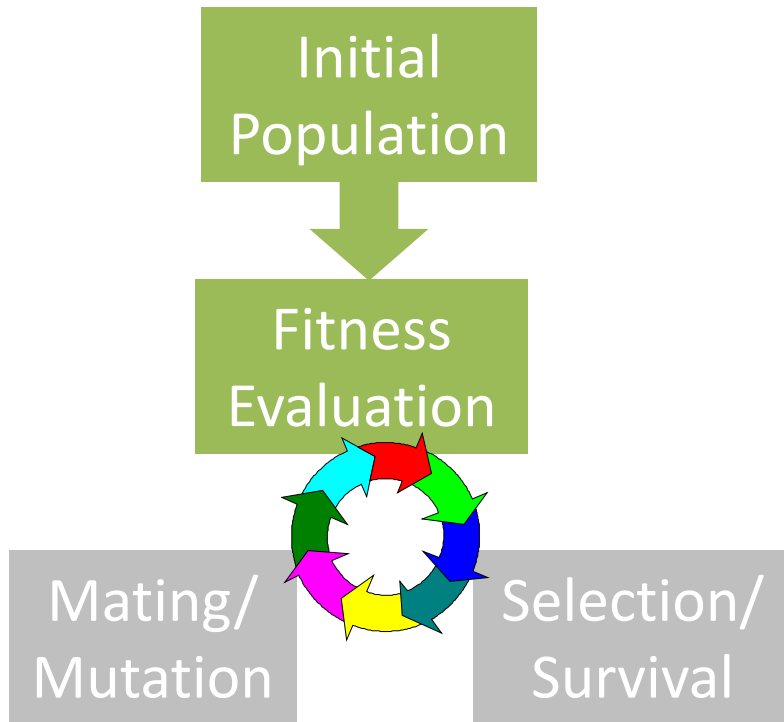 Initial
Population
Fitness
Evaluation
Mating/
Mutation
Selection/
Survival